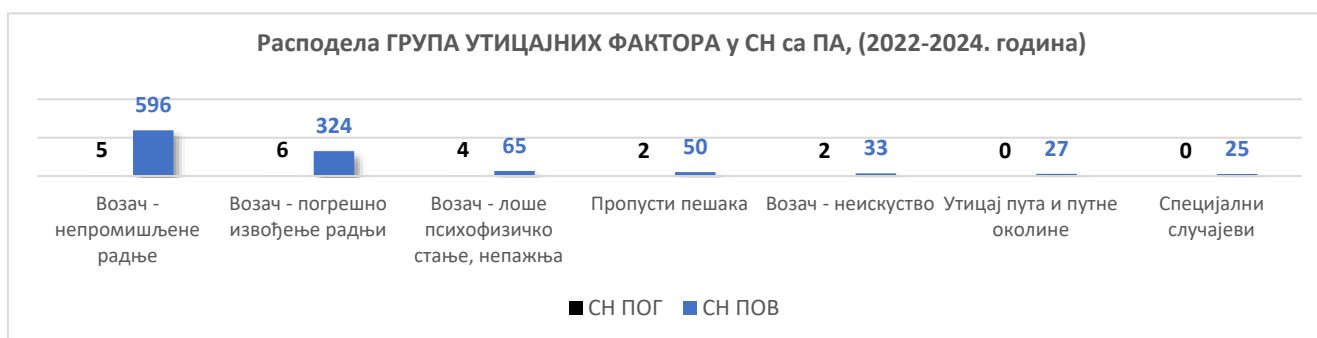 Расподела ГРУПА УТИЦАЈНИХ ФАКТОРА у СН са ПА, (2022-2024. година)
5 596 6 324 4 65 2 50 2 33 0 27 0 25
Возач - непромишљене радње
Возач - погрешно извођење радњи
Возач - лоше психофизичко стање, непажња
Пропусти пешака
Возач - неискуство
Утицај пута и путне околине
Специјални случајеви
СН ПОГ СН ПОВ